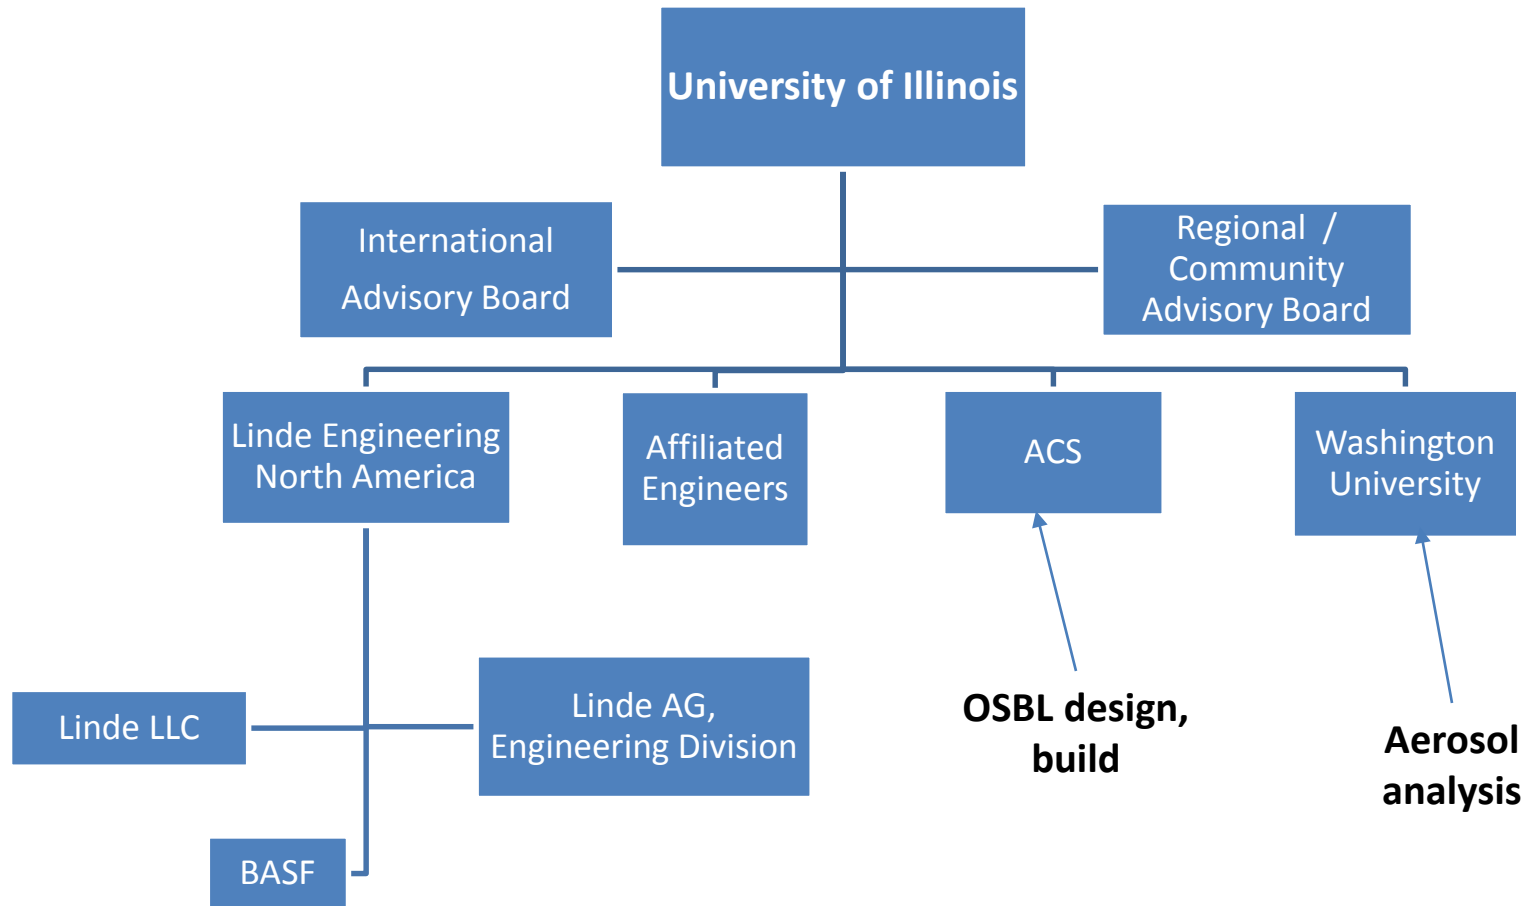 University of Illinois
International
Advisory Board
Regional /
Community
Advisory Board
Linde Engineering
North America
Affiliated
Engineers
ACS
Washington
University
Linde LLC
Linde AG,
Engineering Division
OSBL design,
build
Aerosol
analysis
BASF